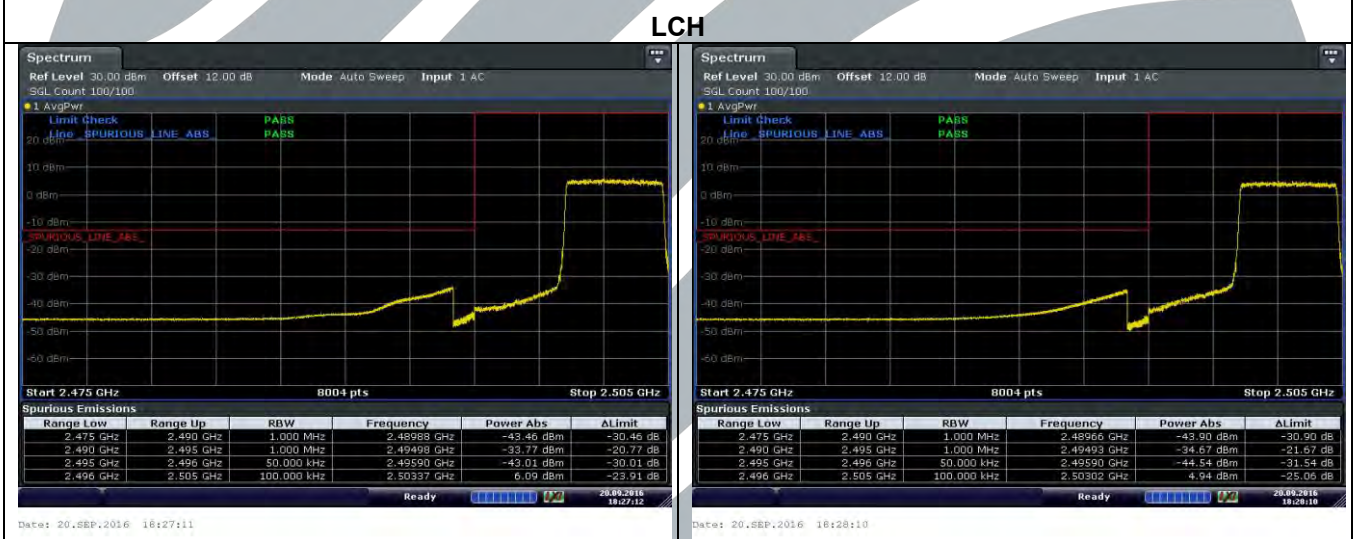 LCH
Spectrum
Ref Level 30.00 dBm Offset 12.00 dB Mode Auto Sweep Input 1 AC
SGL Count 100/100
1 AvgPwr
Limit Check PASS
Line _SPURIOUS_LINE_ABS_ PASS
20 dBm
10 dBm
0 dBm
-10 dBm
_SPURIOUS_LINE_ABS_
-20 dBm
-30 dBm
-40 dBm
-50 dBm
-60 dBm
Start 2.475 GHz 8004 pts Stop 2.505 GHz
Spurious Emissions
Range Low Range Up RBW Frequency Power Abs ΔLimit
2.475 GHz 2.490 GHz 1.000 MHz 2.48988 GHz -43.46 dBm -30.46 dB
2.490 GHz 2.495 GHz 1.000 MHz 2.49498 GHz -33.77 dBm -20.77 dB
2.495 GHz 2.496 GHz 50.000 kHz 2.49590 GHz -43.01 dBm -30.01 dB
2.496 GHz 2.505 GHz 100.000 kHz 2.50337 GHz 6.09 dBm -23.91 dB
Ready 20.09.2016
18:27:12
Date: 20.SEP.2016 18:27:11
Spectrum
Ref Level 30.00 dBm Offset 12.00 dB Mode Auto Sweep Input 1 AC
SGL Count 100/100
1 AvgPwr
Limit Check PASS
Line _SPURIOUS_LINE_ABS_ PASS
20 dBm
10 dBm
0 dBm
-10 dBm
_SPURIOUS_LINE_ABS_
-20 dBm
-30 dBm
-40 dBm
-50 dBm
-60 dBm
Start 2.475 GHz 8004 pts Stop 2.505 GHz
Spurious Emissions
Range Low Range Up RBW Frequency Power Abs ΔLimit
2.475 GHz 2.490 GHz 1.000 MHz 2.48966 GHz -43.90 dBm -30.90 dB
2.490 GHz 2.495 GHz 1.000 MHz 2.49493 GHz -34.67 dBm -21.67 dB
2.495 GHz 2.496 GHz 50.000 kHz 2.49590 GHz -44.54 dBm -31.54 dB
2.496 GHz 2.505 GHz 100.000 kHz 2.50302 GHz 4.94 dBm -25.06 dB
Ready 20.09.2016
18:28:10
Date: 20.SEP.2016 18:28:10